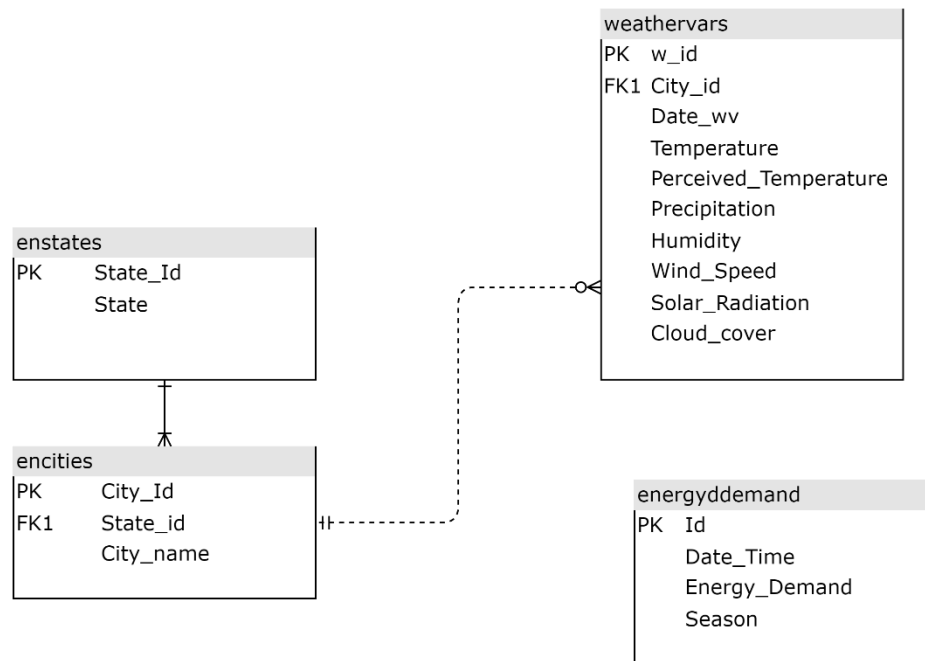 weathervars
PK w_id
FK1 City_id
Date_wv
Temperature
Perceived_Temperature
Precipitation
Humidity
Wind_Speed
Solar_Radiation
Cloud_cover
enstates
PK State_Id
State
encities
PK City_Id
FK1 State_id
City_name
energyddemand
PK Id
Date_Time
Energy_Demand
Season